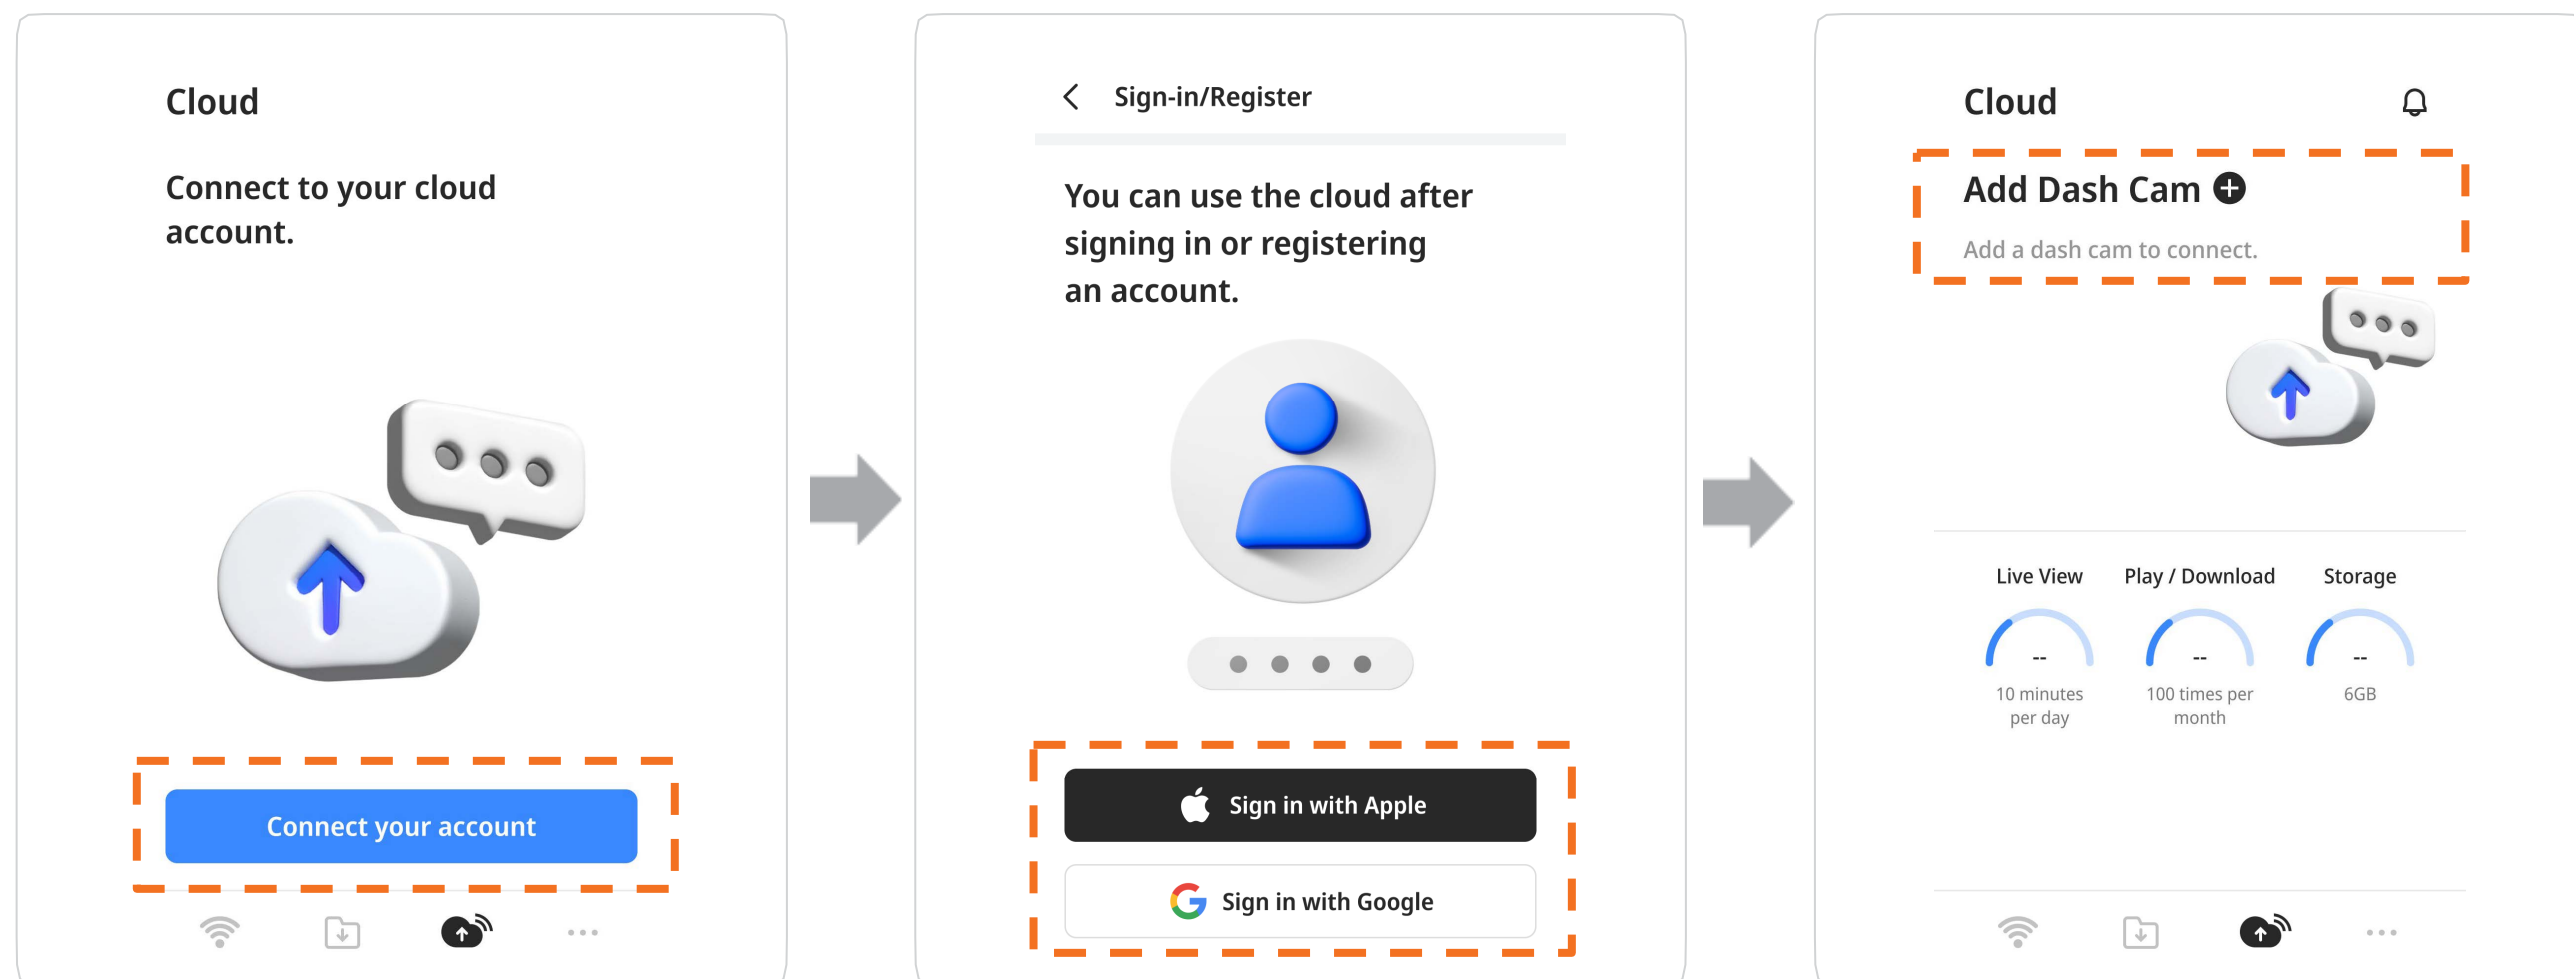 Cloud
Connect to your cloud
account.
Connect your account
Sign-in/Register
You can use the cloud after
signing in or registering
an account.
Sign in with Apple
Sign in with Google
Cloud
Add Dash Cam
Add a dash cam to connect.
Live View Play / Download Storage
-- -- --
10 minutes 100 times per 6GB
per day month